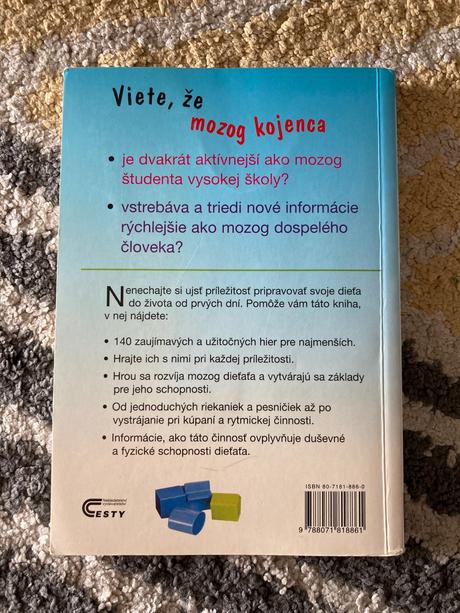 Viete, že
mozog kojenca
• je dvakrát aktívnejší ako mozog
študenta vysokej školy?
• vstrebáva a triedi nové informácie
rýchlejšie ako mozog dospelého
človeka?
Nenechajte si ujsť príležitosť pripravovať svoje dieťa
do života od prvých dní. Pomôže vám táto kniha,
v nej nájdete:
• 140 zaujímavých a užitočných hier pre najmenších.
• Hrajte ich s nimi pri každej príležitosti.
• Hrou sa rozvíja mozog dieťaťa a vytvárajú sa základy
pre jeho schopnosti.
• Od jednoduchých riekaniek a pesničiek až po
vystrájanie pri kúpaní a rytmickej činnosti.
• Informácie, ako táto činnosť ovplyvňuje duševné
a fyzické schopnosti dieťaťa.
ISBN 80-7181-886-0
CESTY
9 788071 818861